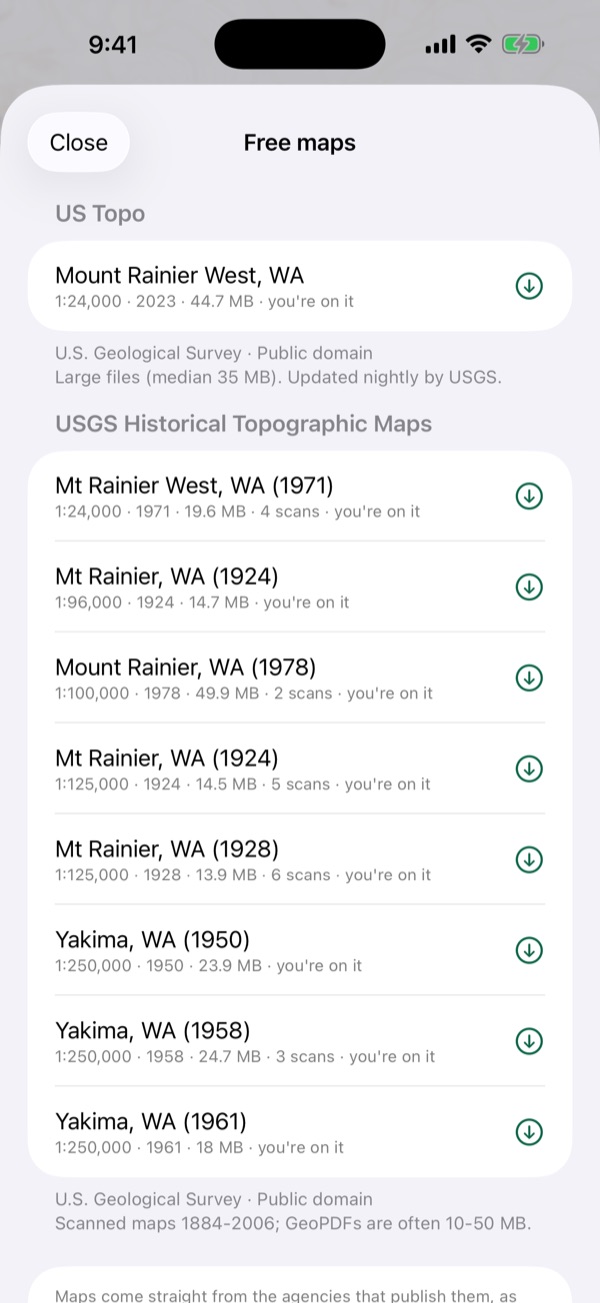 9:41
Close
Free maps
US Topo
Mount Rainier West, WA
1:24,000 · 2023 · 44.7 MB · you're on it
U.S. Geological Survey · Public domain
Large files (median 35 MB). Updated nightly by USGS.
USGS Historical Topographic Maps
Mt Rainier West, WA (1971)
1:24,000 · 1971 · 19.6 MB · 4 scans · you're on it
Mt Rainier, WA (1924)
1:96,000 · 1924 · 14.7 MB · you're on it
Mount Rainier, WA (1978)
1:100,000 · 1978 · 49.9 MB · 2 scans · you're on it
Mt Rainier, WA (1924)
1:125,000 · 1924 · 14.5 MB · 5 scans · you're on it
Mt Rainier, WA (1928)
1:125,000 · 1928 · 13.9 MB · 6 scans · you're on it
Yakima, WA (1950)
1:250,000 · 1950 · 23.9 MB · you're on it
Yakima, WA (1958)
1:250,000 · 1958 · 24.7 MB · 3 scans · you're on it
Yakima, WA (1961)
1:250,000 · 1961 · 18 MB · you're on it
U.S. Geological Survey · Public domain
Scanned maps 1884-2006; GeoPDFs are often 10-50 MB.
Maps come straight from the agencies that publish them, as